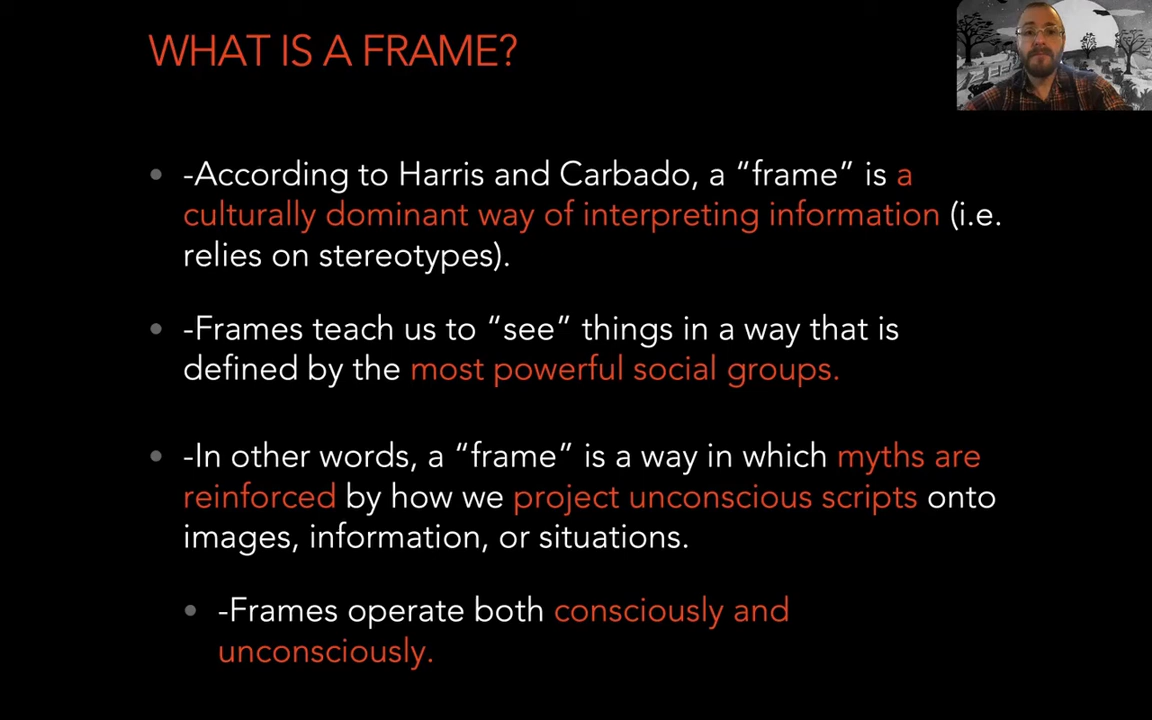 WHAT IS A FRAME?
-According to Harris and Carbado, a “frame” is a
culturally dominant way of interpreting information (i.e.
relies on stereotypes).
-Frames teach us to “see” things in a way that is
defined by the most powerful social groups.
-In other words, a “frame” is a way in which myths are
reinforced by how we project unconscious scripts onto
images, information, or situations.
-Frames operate both consciously and
unconsciously.